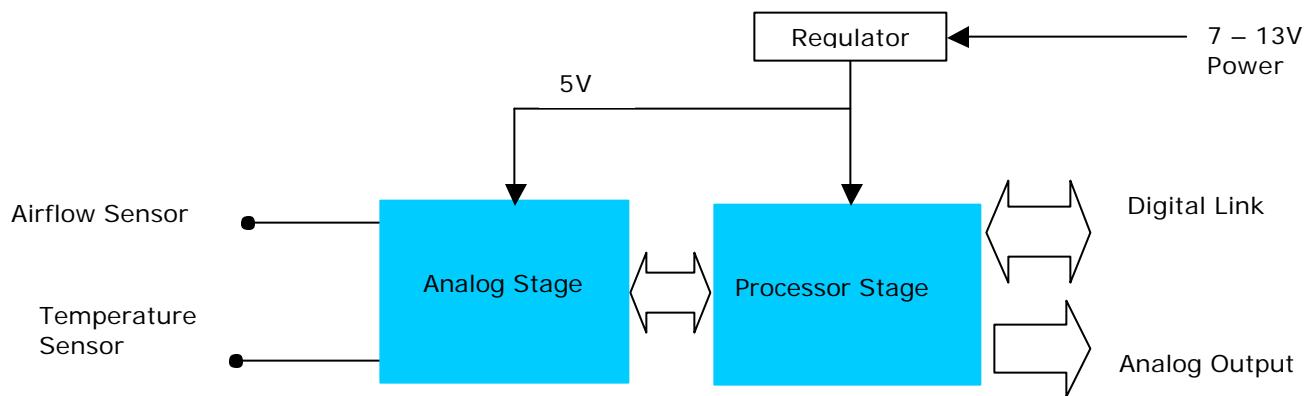 Regulator
7 – 13V
Power
5V
Airflow Sensor
Analog Stage
Processor Stage
Digital Link
Temperature
Sensor
Analog Output